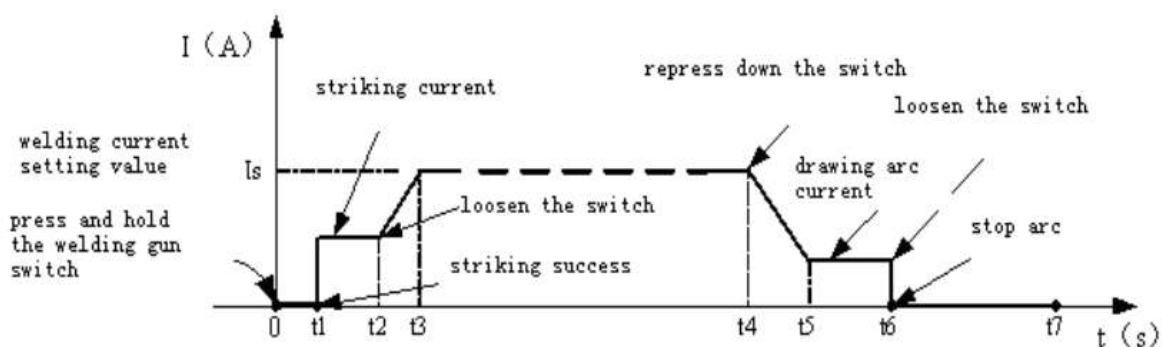 I (A)
repress down the switch
striking current
loosen the switch
welding current
setting value
Is
drawing arc
current
press and hold
the welding gun
switch
loosen the switch
stop arc
striking success
0
t1
t2
t3
t4
t5
t6
t7
t (s)